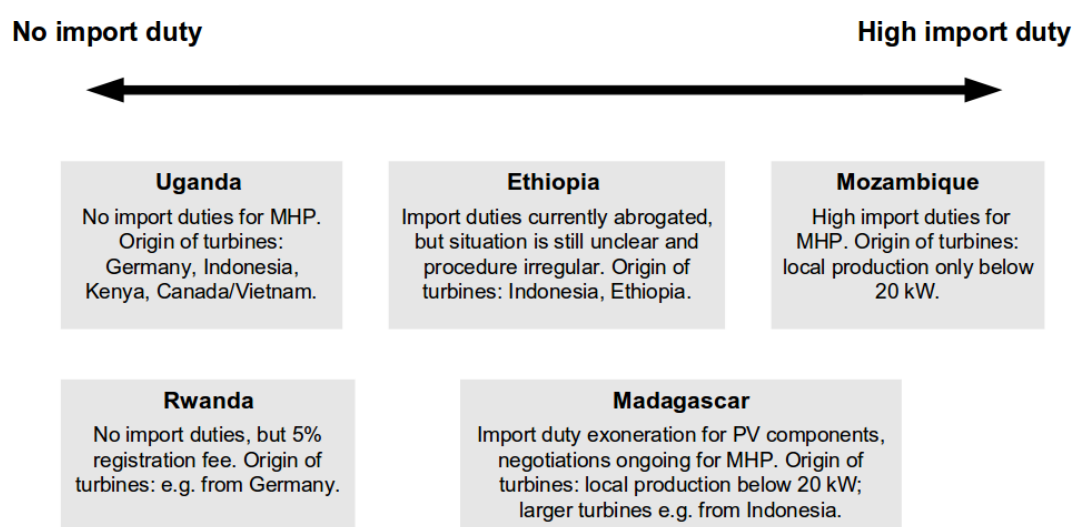 No import duty
High import duty
Uganda
No import duties for MHP.
Origin of turbines:
Germany, Indonesia,
Kenya, Canada/Vietnam.
Ethiopia
Import duties currently abrogated,
but situation is still unclear and
procedure irregular. Origin of
turbines: Indonesia, Ethiopia.
Mozambique
High import duties for
MHP. Origin of turbines:
local production only below
20 kW.
Rwanda
No import duties, but 5%
registration fee. Origin of
turbines: e.g. from Germany.
Madagascar
Import duty exoneration for PV components,
negotiations ongoing for MHP. Origin of
turbines: local production below 20 kW;
larger turbines e.g. from Indonesia.